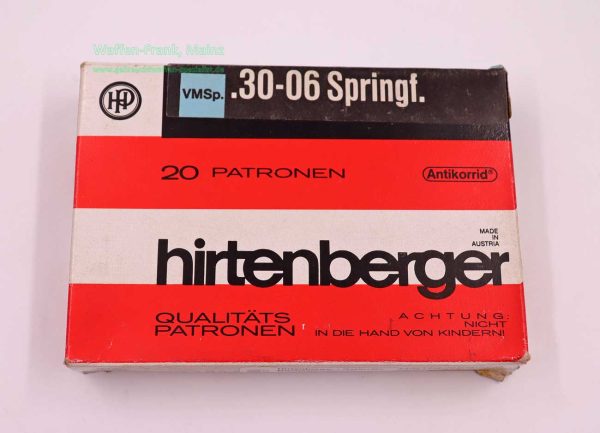 Waffen-Frank, Mainz
HP
VMSp. .30-06 Springf.
20 PATRONEN
Antikorrid®
MADE
IN
AUSTRIA
hirtenberger
QUALITÄTS
PATRONEN
ACHTUNG:
NICHT
IN DIE HAND VON KINDERN!